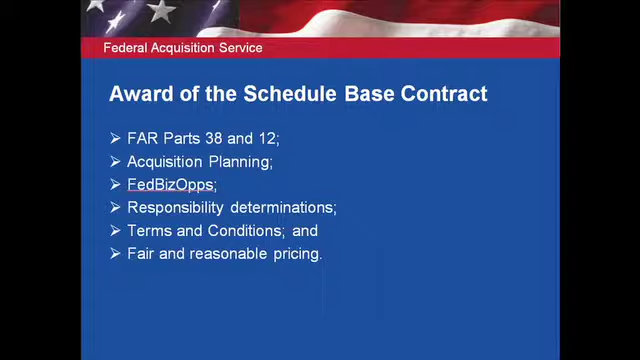 Federal Acquisition Service
Award of the Schedule Base Contract
FAR Parts 38 and 12;
Acquisition Planning;
FedBizOpps;
Responsibility determinations;
Terms and Conditions; and
Fair and reasonable pricing.